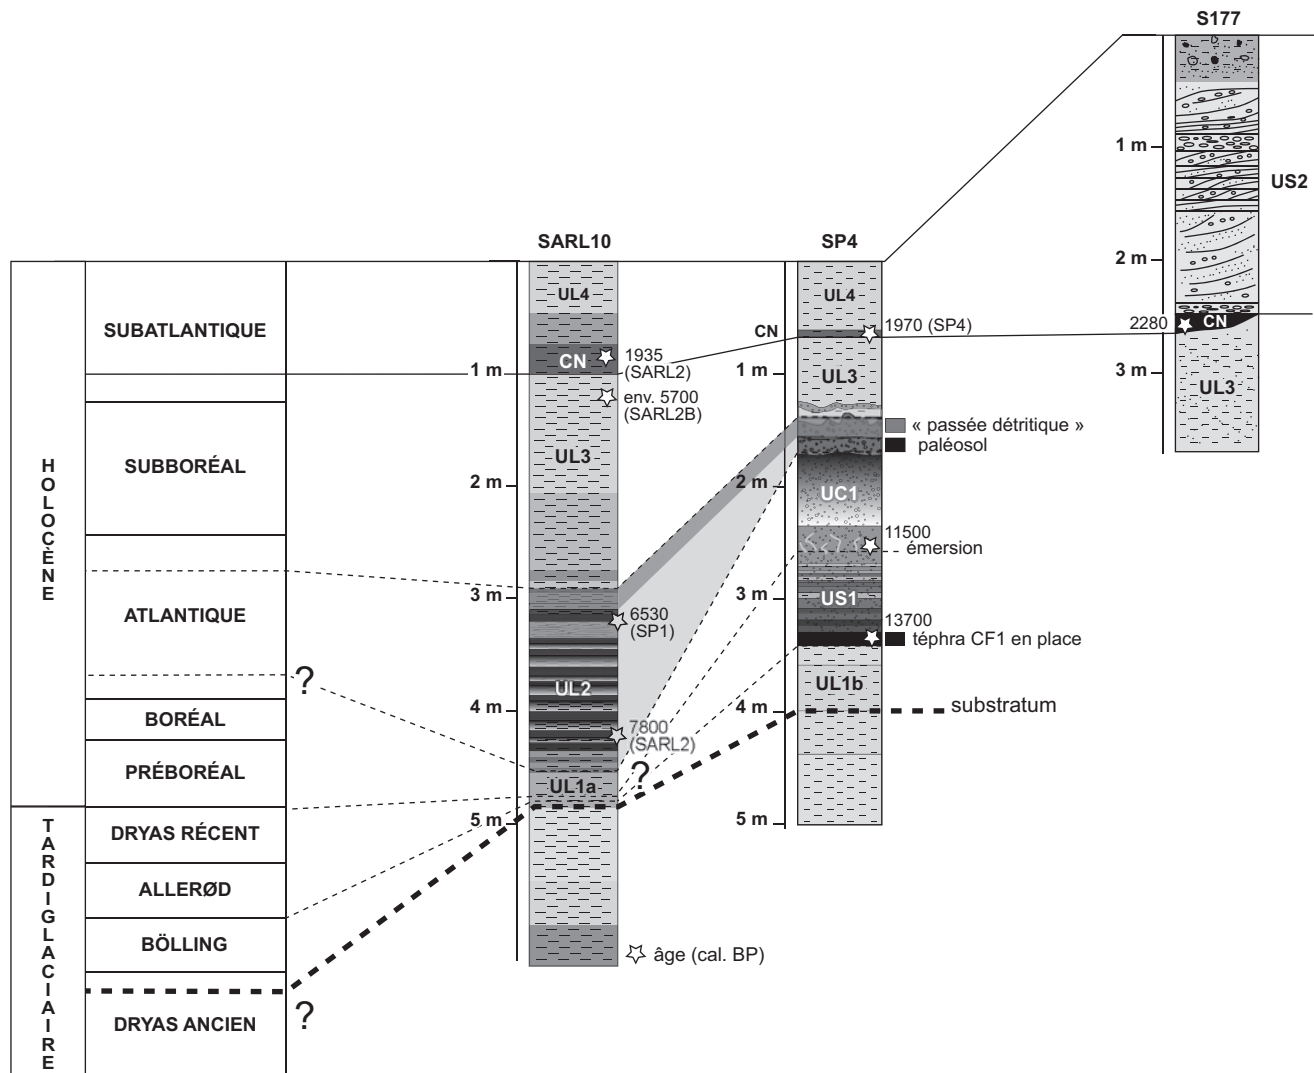 S177
1 m
US2
2 m
2280
CN
3 m
UL3
SARL10
SP4
UL4
CN
1935
(SARL2)
1 m
env. 5700
(SARL2B)
UL3
2 m
3 m
6530
(SP1)
UL2
4 m
7800
(SARL2)
UL1a
?
5 m
âge (cal. BP)
UL4
CN
1970 (SP4)
1 m
UL3
« passée détritique »
paléosol
2 m
UC1
11500
émersion
3 m
US1
13700
téphra CF1 en place
UL1b
4 m
substratum
5 m
HOLOCÈNE
SUBATLANTIQUE
SUBBORÉAL
ATLANTIQUE
?
BORÉAL
PRÉBORÉAL
TARDIGLACIAIRE
DRYAS RÉCENT
ALLERØD
BÖLLING
DRYAS ANCIEN
?